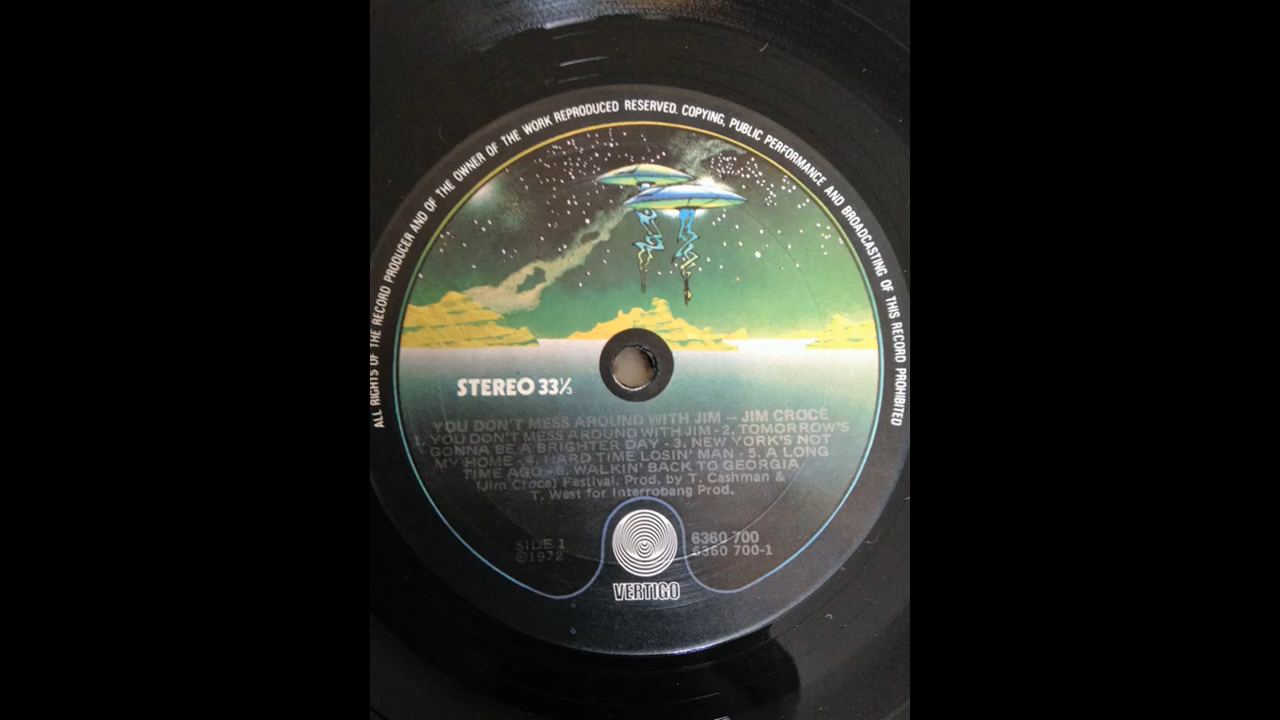 ALL RIGHTS OF THE RECORD PRODUCER AND OF THE OWNER OF THE WORK REPRODUCED RESERVED. COPYING, PUBLIC PERFORMANCE AND BROADCASTING OF THIS RECORD PROHIBITED
STEREO 33⅓
YOU DON'T MESS AROUND WITH JIM — JIM CROCE
1. YOU DON'T MESS AROUND WITH JIM - 2. TOMORROW'S
GONNA BE A BRIGHTER DAY - 3. NEW YORK'S NOT
MY HOME - 4. HARD TIME LOSIN' MAN - 5. A LONG
TIME AGO - 6. WALKIN' BACK TO GEORGIA
(Jim Croce) Festival. Prod. by T. Cashman &
T. West for Interrobang Prod.
SIDE 1
℗1972
6360 700
6360 700-1
VERTIGO